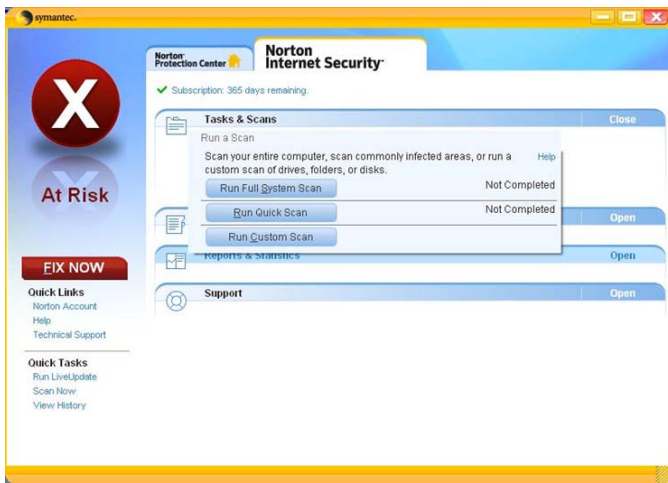 symantec.
Norton
Protection Center
Norton
Internet Security
Subscription: 365 days remaining.
Tasks & Scans
Close
Run a Scan
Scan your entire computer, scan commonly infected areas, or run a
custom scan of drives, folders, or disks.
Help
Run Full System Scan
Not Completed
Run Quick Scan
Not Completed
Run Custom Scan
Open
Reports & Statistics
Open
Support
Open
X
At Risk
FIX NOW
Quick Links
Norton Account
Help
Technical Support
Quick Tasks
Run LiveUpdate
Scan Now
View History